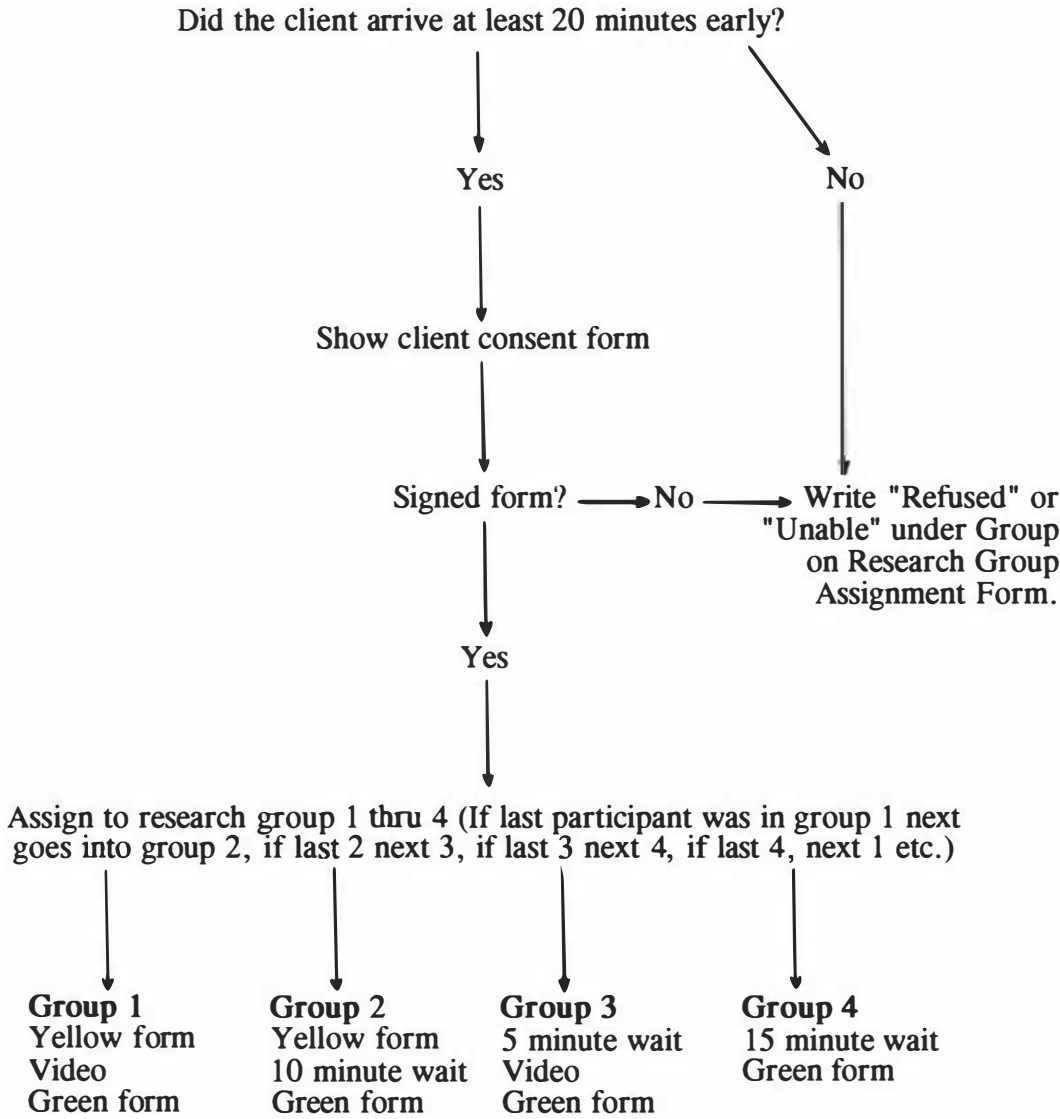 Did the client arrive at least 20 minutes early?
Yes
No
Show client consent form
Signed form?
No
Write "Refused" or
"Unable" under Group
on Research Group
Assignment Form.
Yes
Assign to research group 1 thru 4 (If last participant was in group 1 next
goes into group 2, if last 2 next 3, if last 3 next 4, if last 4, next 1 etc.)
Group 1
Yellow form
Video
Green form
Group 2
Yellow form
10 minute wait
Green form
Group 3
5 minute wait
Video
Green form
Group 4
15 minute wait
Green form